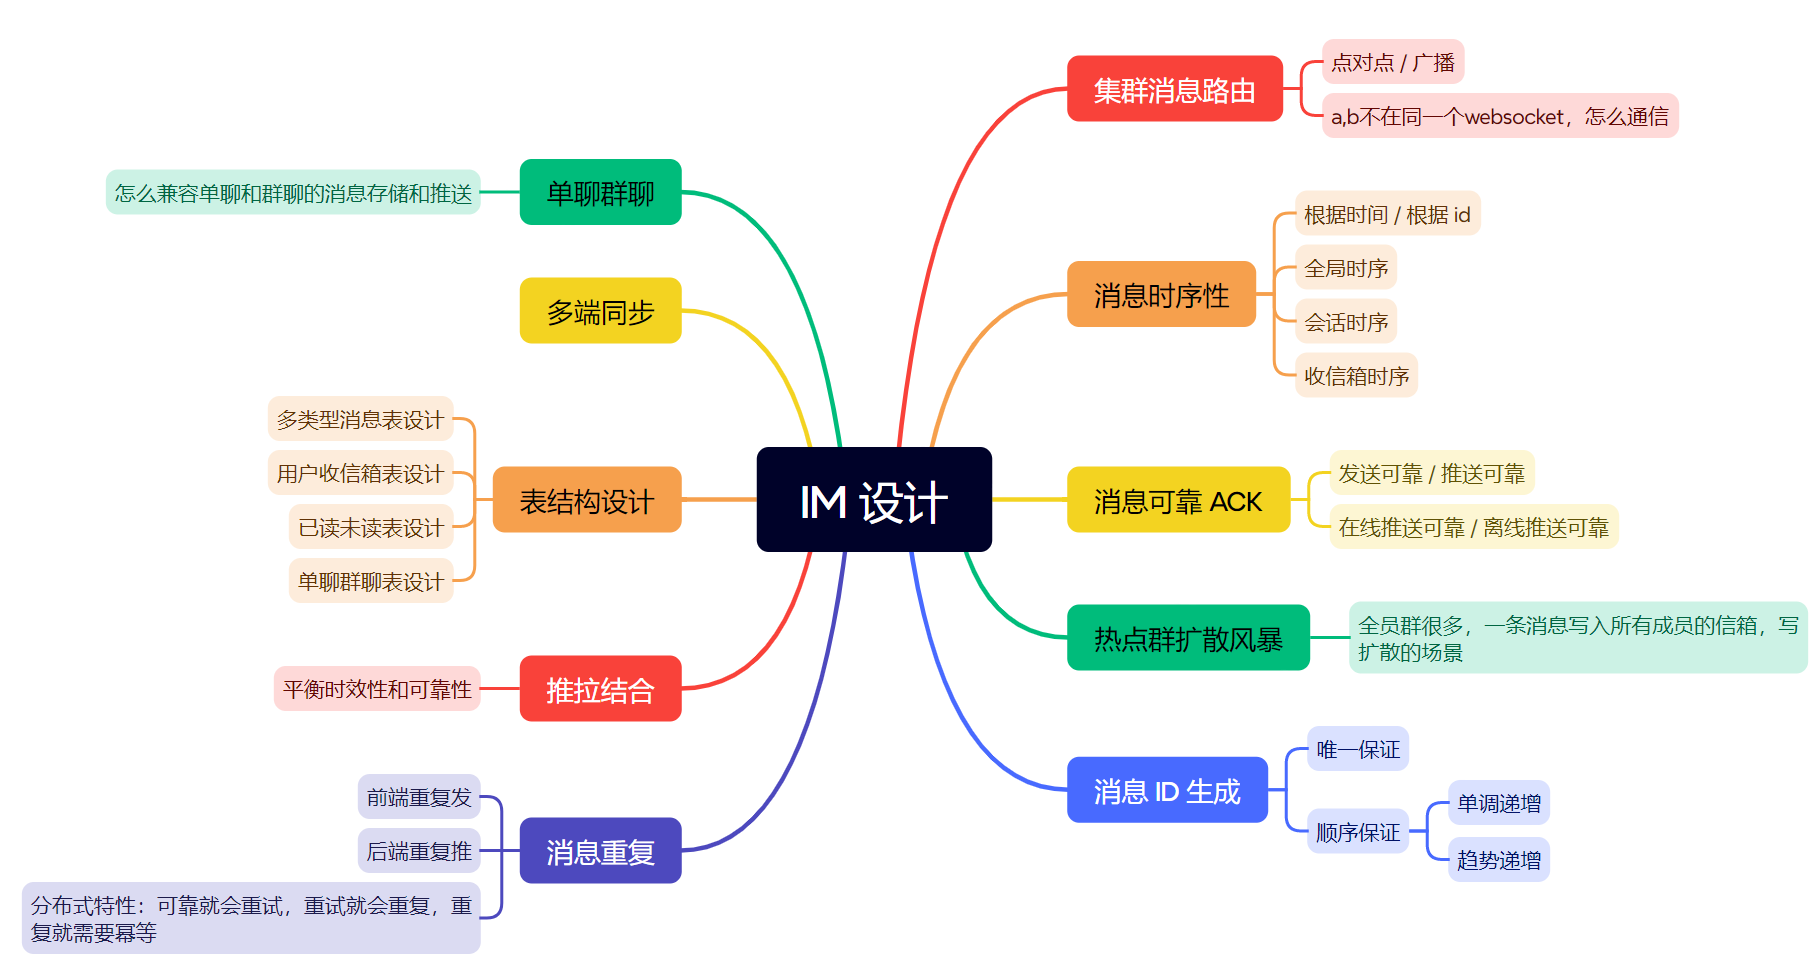 IM 设计
集群消息路由
点对点 / 广播
a,b不在同一个websocket，怎么通信
消息时序性
根据时间 / 根据 id
全局时序
会话时序
收信箱时序
消息可靠 ACK
发送可靠 / 推送可靠
在线推送可靠 / 离线推送可靠
热点群扩散风暴
全员群很多，一条消息写入所有成员的信箱，写
扩散的场景
消息 ID 生成
唯一保证
顺序保证
单调递增
趋势递增
单聊群聊
怎么兼容单聊和群聊的消息存储和推送
多端同步
表结构设计
多类型消息表设计
用户收信箱表设计
已读未读表设计
单聊群聊表设计
推拉结合
平衡时效性和可靠性
消息重复
前端重复发
后端重复推
分布式特性：可靠就会重试，重试就会重复，重
复就需要幂等